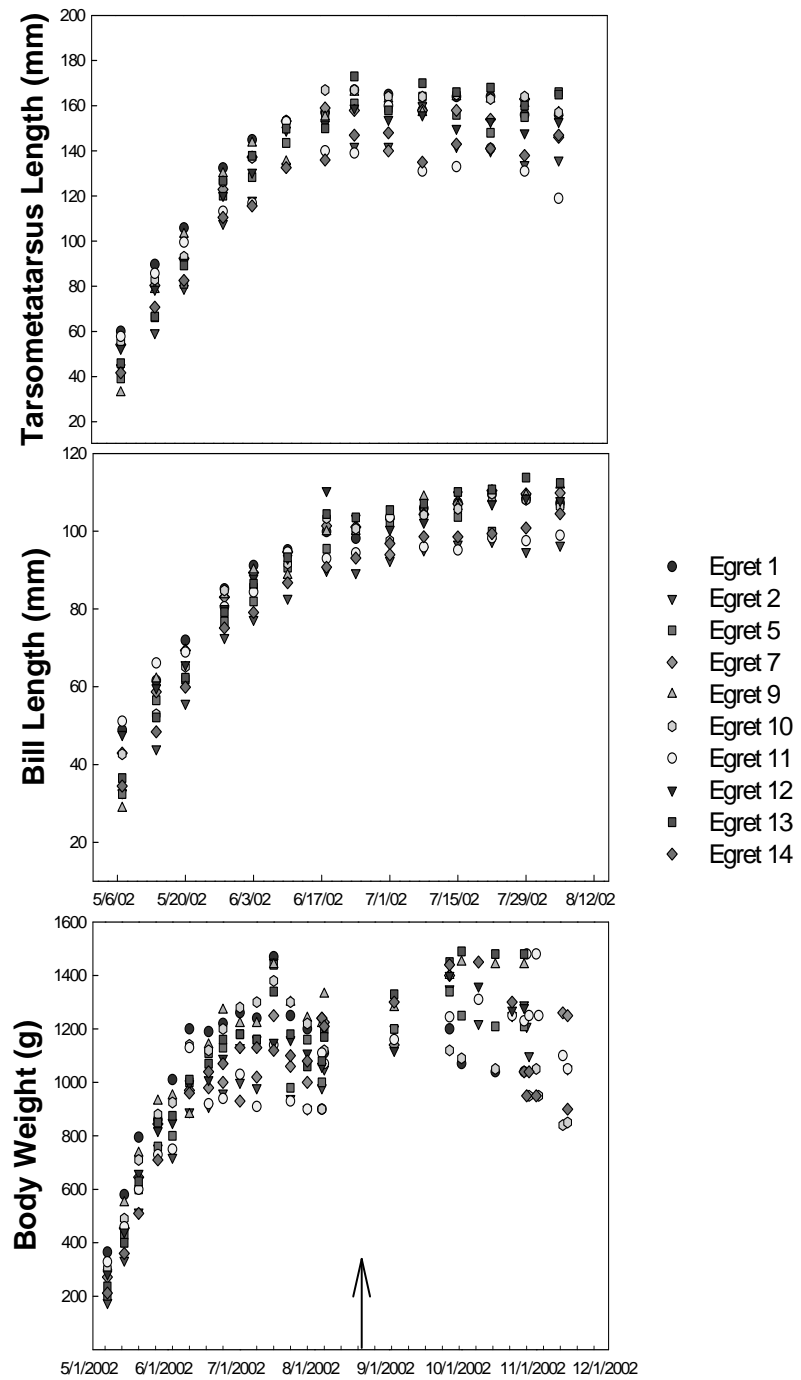 Tarsometatarsus Length (mm)
200
180
160
140
120
100
80
60
40
20
Bill Length (mm)
120
100
80
60
40
20
5/6/02 5/20/02 6/3/02 6/17/02 7/1/02 7/15/02 7/29/02 8/12/02
Egret 1
Egret 2
Egret 5
Egret 7
Egret 9
Egret 10
Egret 11
Egret 12
Egret 13
Egret 14
Body Weight (g)
1600
1400
1200
1000
800
600
400
200
5/1/2002 6/1/2002 7/1/2002 8/1/2002 9/1/2002 10/1/2002 11/1/2002 12/1/2002